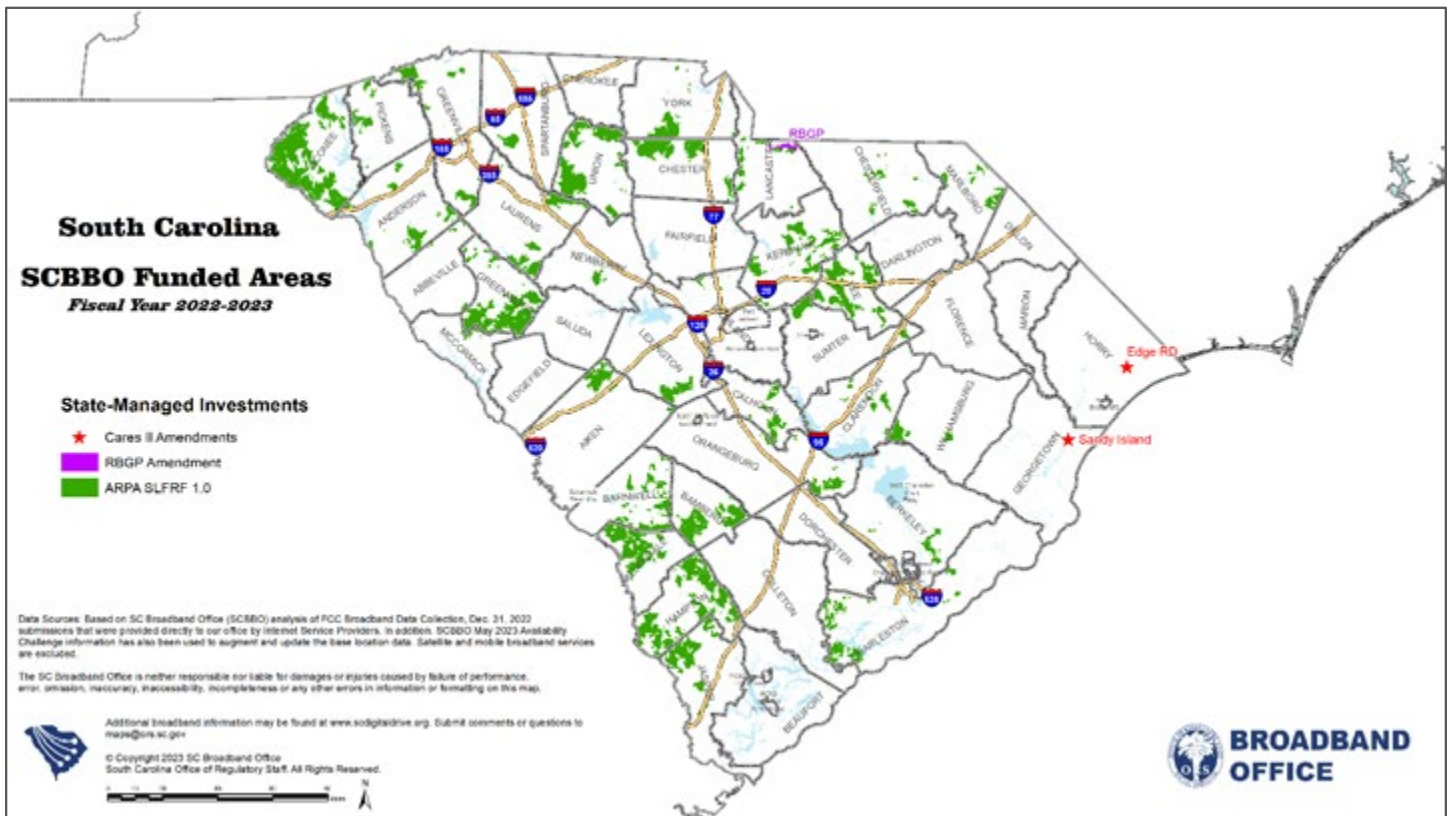 South Carolina
SCBBO Funded Areas
Fiscal Year 2022-2023
State-Managed Investments
Cares II Amendments
RBGP Amendment
ARPA SLFRF 1.0
OCONEE
PICKENS
GREENVILLE
SPARTANBURG
CHEROKEE
YORK
UNION
CHESTER
LANCASTER
RBGP
CHESTERFIELD
MARLBORO
ANDERSON
LAURENS
FAIRFIELD
KERSHAW
DARLINGTON
DILLON
ABBEVILLE
GREENWOOD
NEWBERRY
LEE
FLORENCE
MARION
HORRY
Edge RD
MCCORMICK
SALUDA
LEXINGTON
SUMTER
EDGEFIELD
CALHOUN
CLARENDON
WILLIAMSBURG
GEORGETOWN
Sandy Island
AIKEN
ORANGEBURG
BARNWELL
BAMBERG
BERKELEY
DORCHESTER
HAMPTON
COLLETON
CHARLESTON
JASPER
BEAUFORT
85
385
77
20
126
26
95
520
526
Data Sources: Based on SC Broadband Office (SCBBO) analysis of FCC Broadband Data Collection, Dec. 31, 2022
submissions that were provided directly to our office by Internet Service Providers. In addition, SCBBO May 2023 Availability
Challenge information has also been used to augment and update the base location data. Satellite and mobile broadband services
are excluded.
The SC Broadband Office is neither responsible nor liable for damages or injuries caused by failure of performance,
error, omission, inaccuracy, inaccessibility, incompleteness or any other errors in information or formatting on this map.
Additional broadband information may be found at www.scdigitaldrive.org. Submit comments or questions to
maps@ors.sc.gov
© Copyright 2023 SC Broadband Office
South Carolina Office of Regulatory Staff. All Rights Reserved.
N
BROADBAND
OFFICE